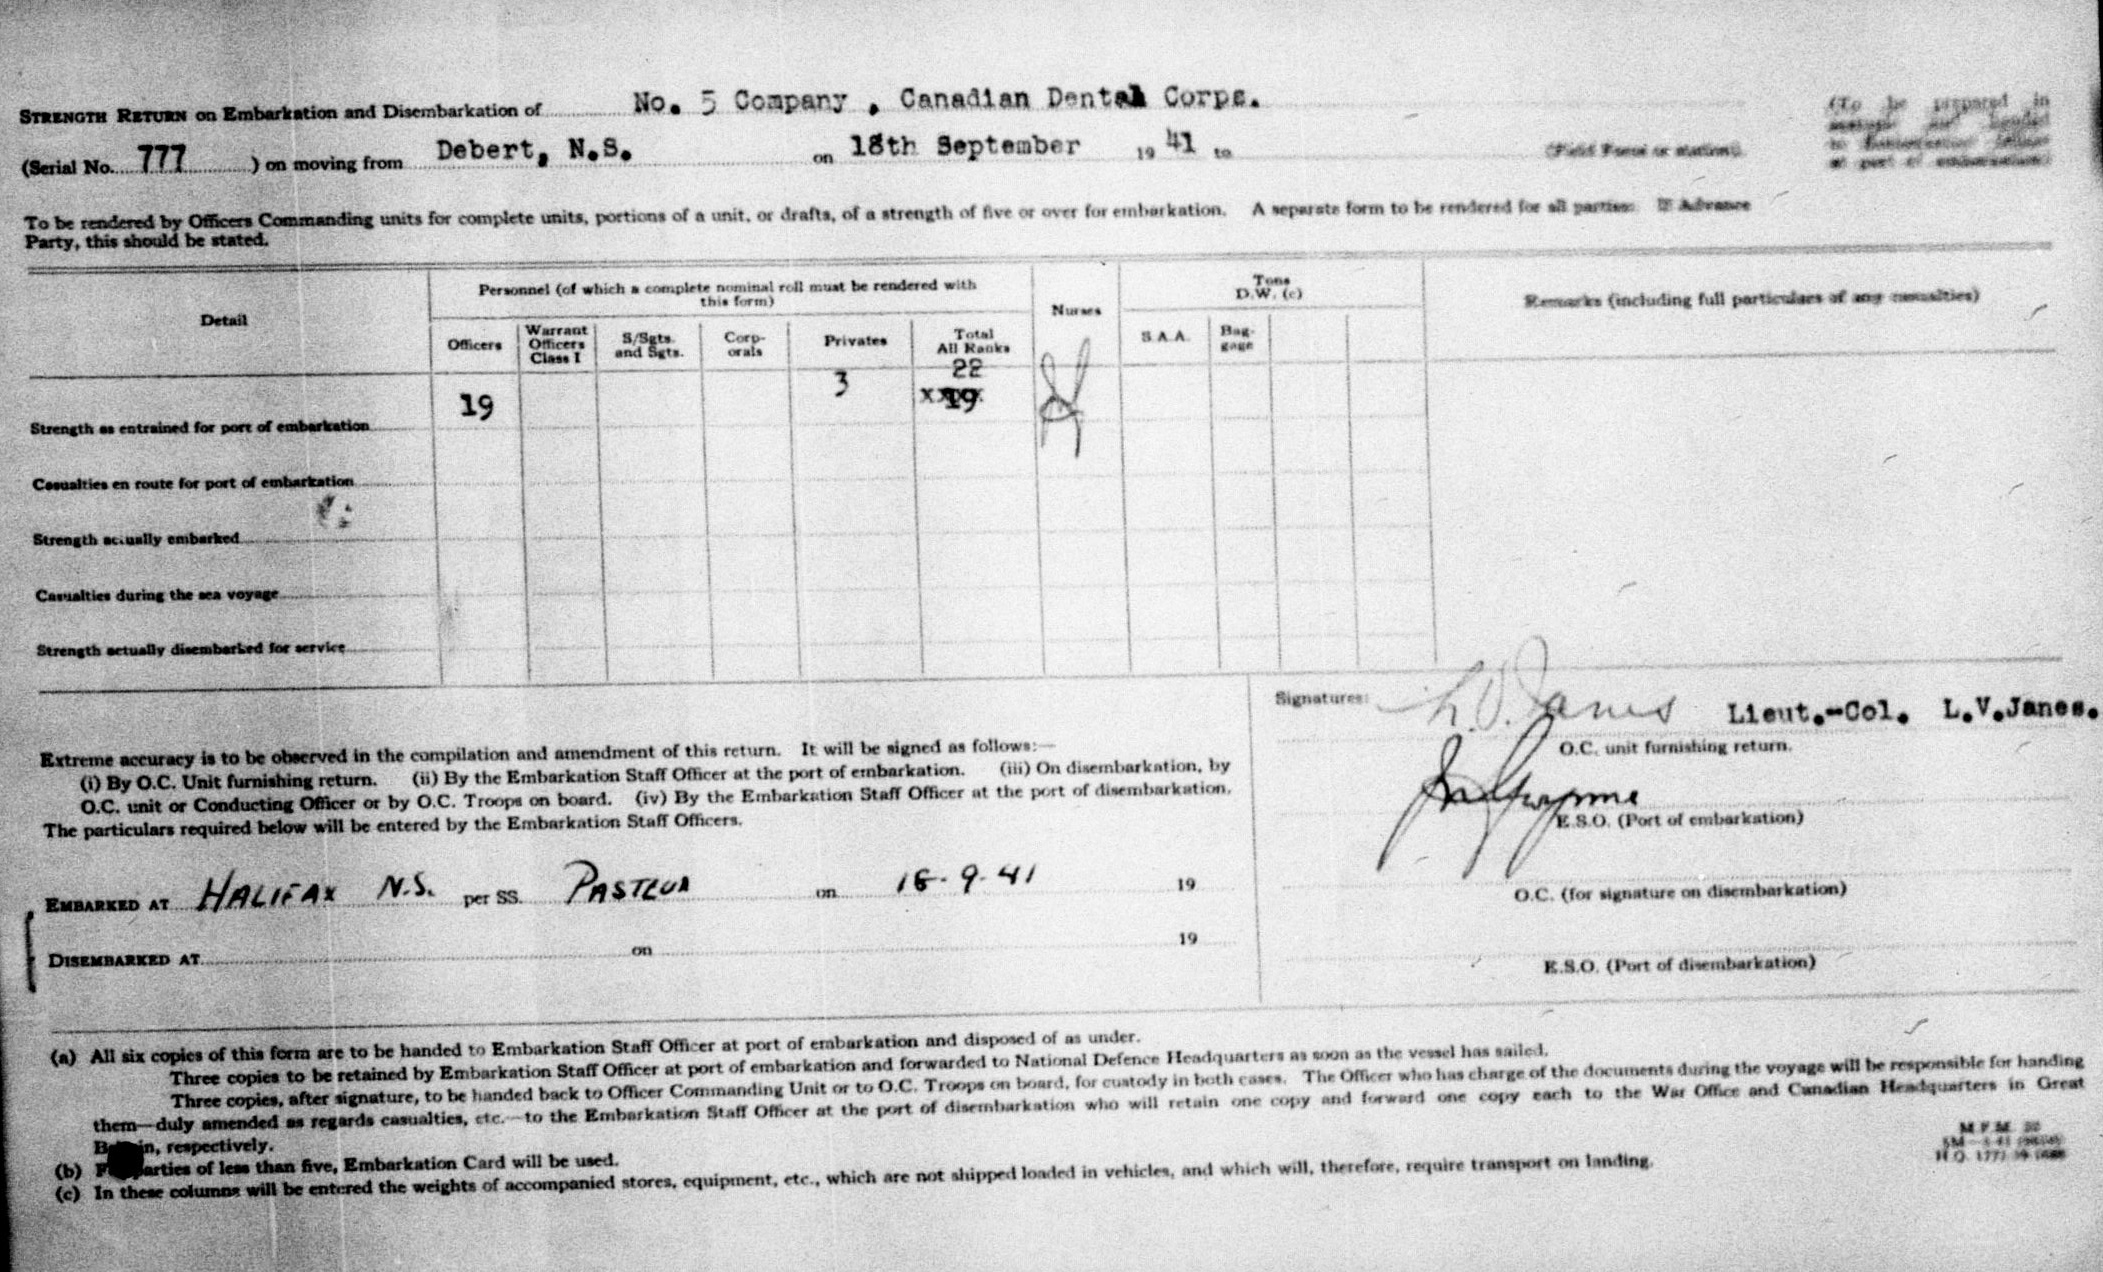 STRENGTH RETURN on Embarkation and Disembarkation of No. 5 Company , Canadian Dental Corps.
(To be prepared in
(Serial No. 777 ) on moving from Debert, N.S. on 18th September 1941 to
To be rendered by Officers Commanding units for complete units, portions of a unit, or drafts, of a strength of five or over for embarkation. A separate form to be rendered for all parties. If Advance
Party, this should be stated.
Detail
Personnel (of which a complete nominal roll must be rendered with
this form)
Nurses
Tons
D.W. (c)
Remarks (including full particulars of any casualties)
Officers
Warrant
Officers
Class I
S/Sgts.
and Sgts.
Corp-
orals
Privates
Total
All Ranks
S.A.A.
Bag-
gage
22
Strength as entrained for port of embarkation 19 3 19
Casualties en route for port of embarkation
Strength actually embarked
Casualties during the sea voyage
Strength actually disembarked for service
Signatures: L.V. Janes Lieut.-Col. L.V.Janes.
O.C. unit furnishing return.
Extreme accuracy is to be observed in the compilation and amendment of this return. It will be signed as follows:—
(i) By O.C. Unit furnishing return. (ii) By the Embarkation Staff Officer at the port of embarkation. (iii) On disembarkation, by
O.C. unit or Conducting Officer or by O.C. Troops on board. (iv) By the Embarkation Staff Officer at the port of disembarkation.
The particulars required below will be entered by the Embarkation Staff Officers.
E.S.O. (Port of embarkation)
EMBARKED AT HALIFAX N.S. per SS. PASTEUR on 18-9-41 19
O.C. (for signature on disembarkation)
DISEMBARKED AT on 19
E.S.O. (Port of disembarkation)
(a) All six copies of this form are to be handed to Embarkation Staff Officer at port of embarkation and disposed of as under.
Three copies to be retained by Embarkation Staff Officer at port of embarkation and forwarded to National Defence Headquarters as soon as the vessel has sailed.
Three copies, after signature, to be handed back to Officer Commanding Unit or to O.C. Troops on board, for custody in both cases. The Officer who has charge of the documents during the voyage will be responsible for handing
them—duly amended as regards casualties, etc.—to the Embarkation Staff Officer at the port of disembarkation who will retain one copy and forward one copy each to the War Office and Canadian Headquarters in Great
Britain, respectively.
(b) For parties of less than five, Embarkation Card will be used.
(c) In these columns will be entered the weights of accompanied stores, equipment, etc., which are not shipped loaded in vehicles, and which will, therefore, require transport on landing.